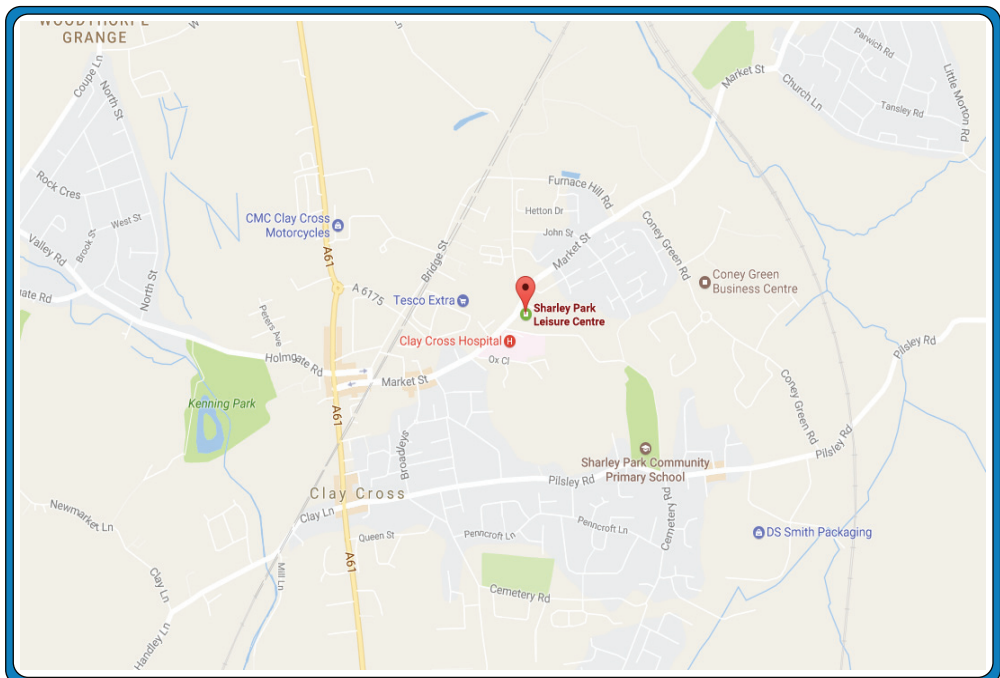 GRANGE
Coupe Ln
North St
Market St
Parwich Rd
Church Ln
Tansley Rd
Little Morton Rd
Rock Cres
West St
Brook St
Valley Rd
North St
CMC Clay Cross
Motorcycles
A61
Bridge St
Furnace Hill Rd
Hetton Dr
John St
Market St
Coney Green Rd
Coney Green
Business Centre
A 6175
Tesco Extra
Sharley Park
Leisure Centre
Clay Cross Hospital
H
Ox Cl
Peters Ave
Holmgate Rd
Market St
Kenning Park
A61
Pilsley Rd
Coney Green Rd
Pilsley Rd
Broadleys
Sharley Park Community
Primary School
Pilsley Rd
Clay Cross
Clay Ln
Newmarket Ln
Queen St
Penncroft Ln
Penncroft Ln
Cemetery Rd
DS Smith Packaging
A61
Mill Ln
Clay Ln
Cemetery Rd
Handley Ln